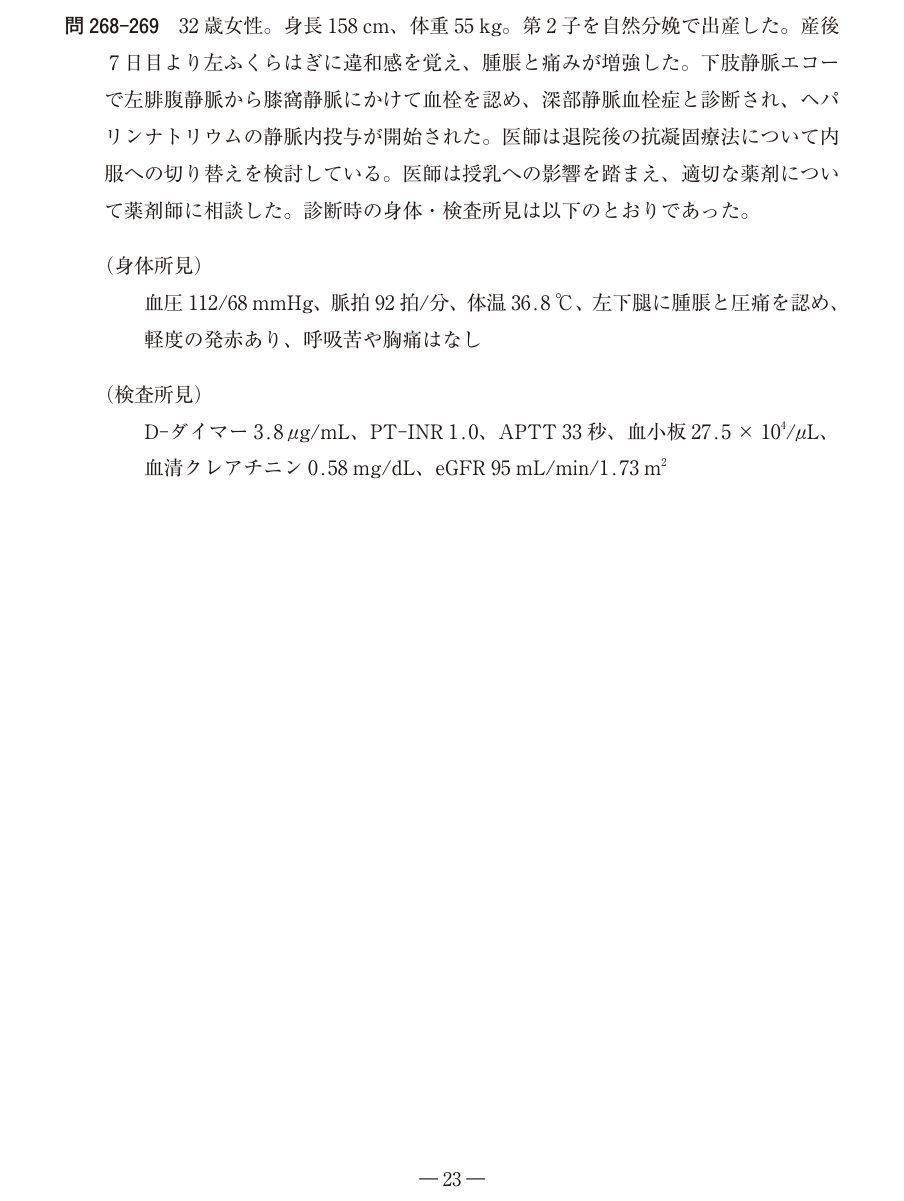 問 268-269 32 歳女性。身長 158 cm、体重 55 kg。第 2 子を自然分娩で出産した。産後
7 日目より左ふくらはぎに違和感を覚え、腫脹と痛みが増強した。下肢静脈エコー
で左腓腹静脈から膝窩静脈にかけて血栓を認め、深部静脈血栓症と診断され、ヘパ
リンナトリウムの静脈内投与が開始された。医師は退院後の抗凝固療法について内
服への切り替えを検討している。医師は授乳への影響を踏まえ、適切な薬剤につい
て薬剤師に相談した。診断時の身体・検査所見は以下のとおりであった。
（身体所見）
血圧 112/68 mmHg、脈拍 92 拍/分、体温 36.8 ℃、左下腿に腫脹と圧痛を認め、
軽度の発赤あり、呼吸苦や胸痛はなし
（検査所見）
D-ダイマー 3.8 μg/mL、PT-INR 1.0、APTT 33 秒、血小板 27.5 × 10⁴/μL、
血清クレアチニン 0.58 mg/dL、eGFR 95 mL/min/1.73 m²
― 23 ―